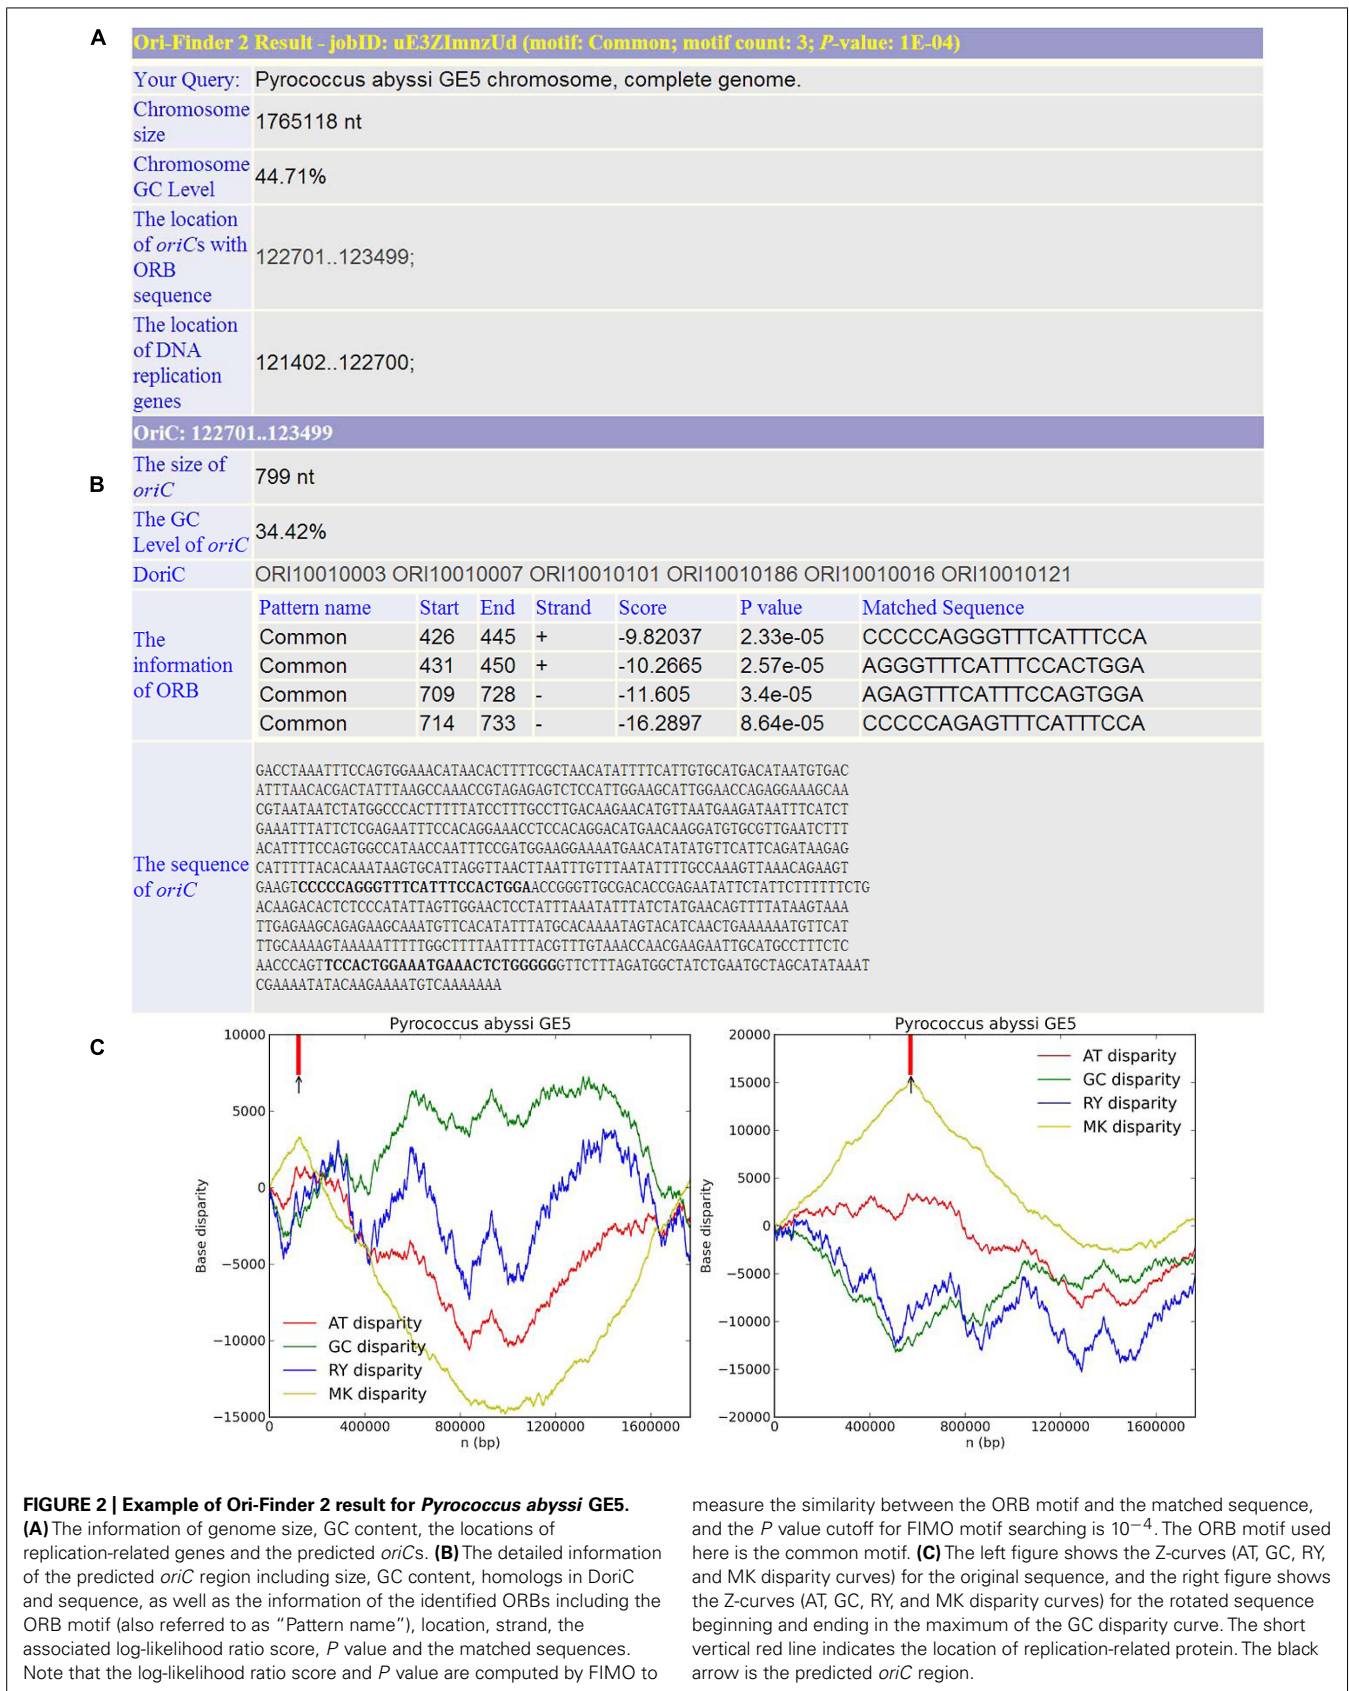 A
Ori-Finder 2 Result - jobID: uE3ZImnzUd (motif: Common; motif count: 3; P-value: 1E-04)
Your Query: Pyrococcus abyssi GE5 chromosome, complete genome.
Chromosome size 1765118 nt
Chromosome GC Level 44.71%
The location of oriCs with ORB sequence 122701..123499;
The location of DNA replication genes 121402..122700;
OriC: 122701..123499
B
The size of oriC 799 nt
The GC Level of oriC 34.42%
DoriC ORI10010003 ORI10010007 ORI10010101 ORI10010186 ORI10010016 ORI10010121
The information of ORB
Pattern name Start End Strand Score P value Matched Sequence
Common 426 445 + -9.82037 2.33e-05 CCCCCAGGGTTTCATTTCCA
Common 431 450 + -10.2665 2.57e-05 AGGGTTTCATTTCCACTGGA
Common 709 728 - -11.605 3.4e-05 AGAGTTTCATTTCCAGTGGA
Common 714 733 - -16.2897 8.64e-05 CCCCCAGAGTTTCATTTCCA
The sequence of oriC
GACCTAAATTTCCAGTGGAAACATAACACTTTTCGCTAACATATTTTCATTGTGCATGACATAATGTGAC
ATTTAACACGACTATTTAAGCCAAACCGTAGAGAGTCTCCATTGGAAGCATTGGAACCAGAGGAAAGCAA
CGTAATAATCTATGGCCCACTTTTTATCCTTTGCCTTGACAAGAACATGTTAATGAAGATAATTTCATCT
GAAATTTATTCTCGAGAATTTCCACAGGAAACCTCCACAGGACATGAACAAGGATGTGCGTTGAATCTTT
ACATTTTCCAGTGGCCATAACCAATTTCCGATGGAAGGAAAATGAACATATATGTTCATTCAGATAAGAG
CATTTTTACACAAATAAGTGCATTAGGTTAACTTAATTTGTTTAATATTTTGCCAAAGTTAAACAGAAGT
GAAGTCCCCCAGGGTTTCATTTCCACTGGAACCGGGTTGCGACACCGAGAATATTCTATTCTTTTTTCTG
ACAAGACACTCTCCCATATTAGTTGGAACTCCTATTTAAATATTTATCTATGAACAGTTTTATAAGTAAA
TTGAGAAGCAGAGAAGCAAATGTTCACATATTTATGCACAAAATAGTACATCAACTGAAAAAATGTTCAT
TTGCAAAAGTAAAAATTTTTGGCTTTTAATTTTACGTTTGTAAACCAACGAAGAATTGCATGCCTTTCTC
AACCCAGTTCCACTGGAAATGAAACTCTGGGGGGTTCTTTAGATGGCTATCTGAATGCTAGCATATAAAT
CGAAAATATACAAGAAAATGTCAAAAAAA
C
Pyrococcus abyssi GE5
10000
5000
0
−5000
−10000
−15000
Base disparity
AT disparity
GC disparity
RY disparity
MK disparity
0 400000 800000 1200000 1600000
n (bp)
Pyrococcus abyssi GE5
20000
15000
10000
5000
0
−5000
−10000
−15000
−20000
Base disparity
AT disparity
GC disparity
RY disparity
MK disparity
0 400000 800000 1200000 1600000
n (bp)
FIGURE 2 | Example of Ori-Finder 2 result for Pyrococcus abyssi GE5.
(A) The information of genome size, GC content, the locations of
replication-related genes and the predicted oriCs. (B) The detailed information
of the predicted oriC region including size, GC content, homologs in DoriC
and sequence, as well as the information of the identified ORBs including the
ORB motif (also referred to as “Pattern name”), location, strand, the
associated log-likelihood ratio score, P value and the matched sequences.
Note that the log-likelihood ratio score and P value are computed by FIMO to
measure the similarity between the ORB motif and the matched sequence,
and the P value cutoff for FIMO motif searching is 10−4. The ORB motif used
here is the common motif. (C) The left figure shows the Z-curves (AT, GC, RY,
and MK disparity curves) for the original sequence, and the right figure shows
the Z-curves (AT, GC, RY, and MK disparity curves) for the rotated sequence
beginning and ending in the maximum of the GC disparity curve. The short
vertical red line indicates the location of replication-related protein. The black
arrow is the predicted oriC region.